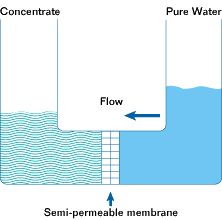 Concentrate
Pure Water
Flow
Semi-permeable membrane